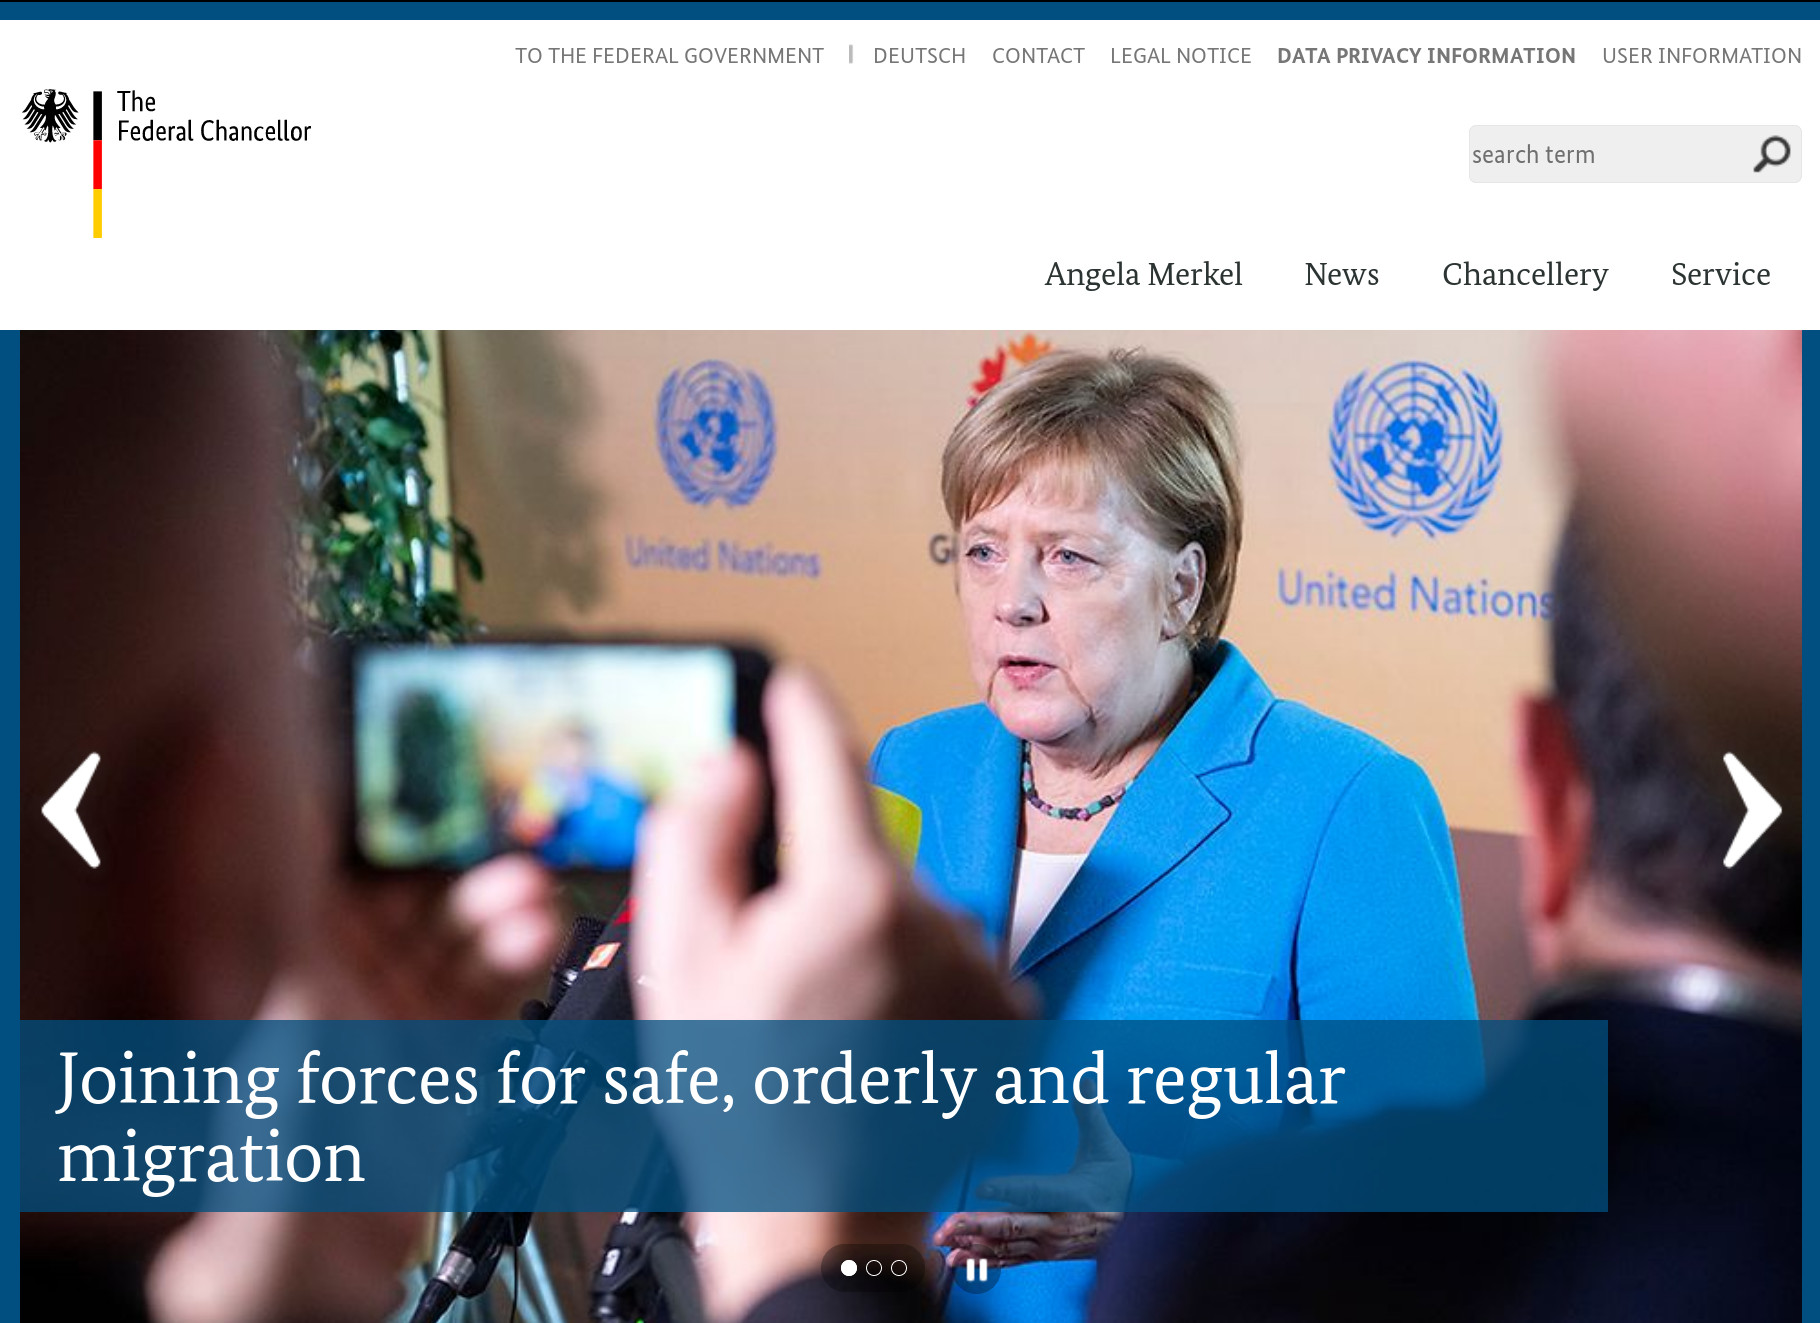 TO THE FEDERAL GOVERNMENT | DEUTSCH CONTACT LEGAL NOTICE DATA PRIVACY INFORMATION USER INFORMATION
The
Federal Chancellor
search term
Angela Merkel News Chancellery Service
United Nations
United Nations
Joining forces for safe, orderly and regular
migration